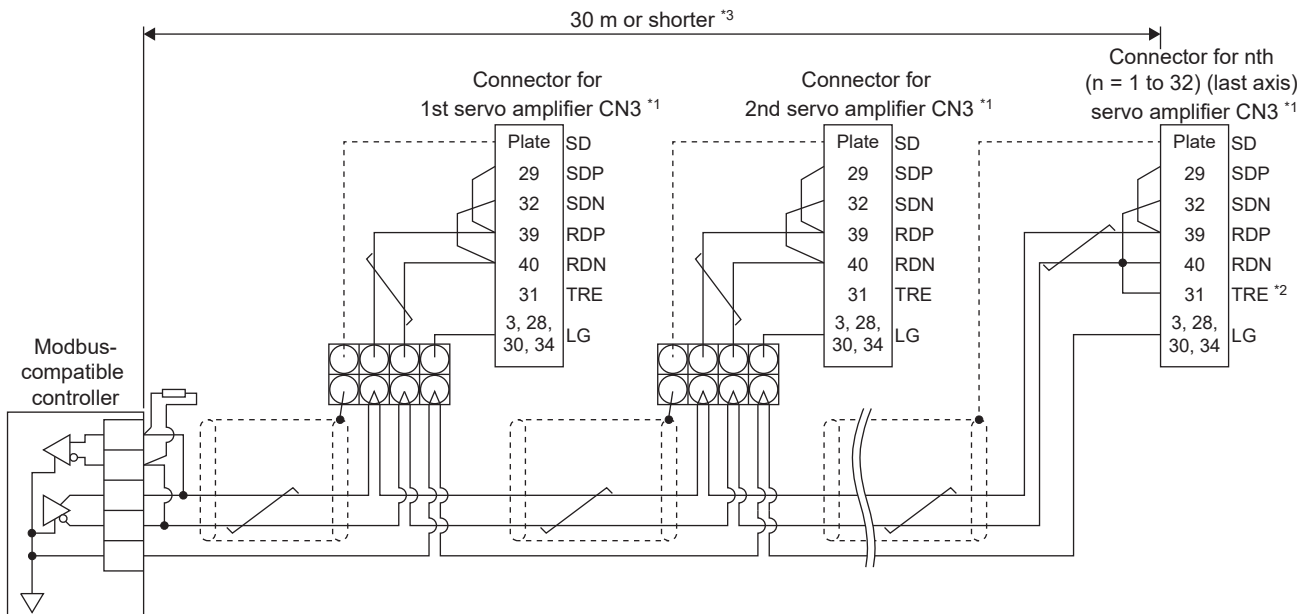 30 m or shorter *3
Connector for
1st servo amplifier CN3 *1
Connector for
2nd servo amplifier CN3 *1
Connector for nth
(n = 1 to 32) (last axis)
servo amplifier CN3 *1
Plate SD
29 SDP
32 SDN
39 RDP
40 RDN
31 TRE
3, 28,
30, 34 LG
Plate SD
29 SDP
32 SDN
39 RDP
40 RDN
31 TRE
3, 28,
30, 34 LG
Plate SD
29 SDP
32 SDN
39 RDP
40 RDN
31 TRE *2
3, 28,
30, 34 LG
Modbus-
compatible
controller